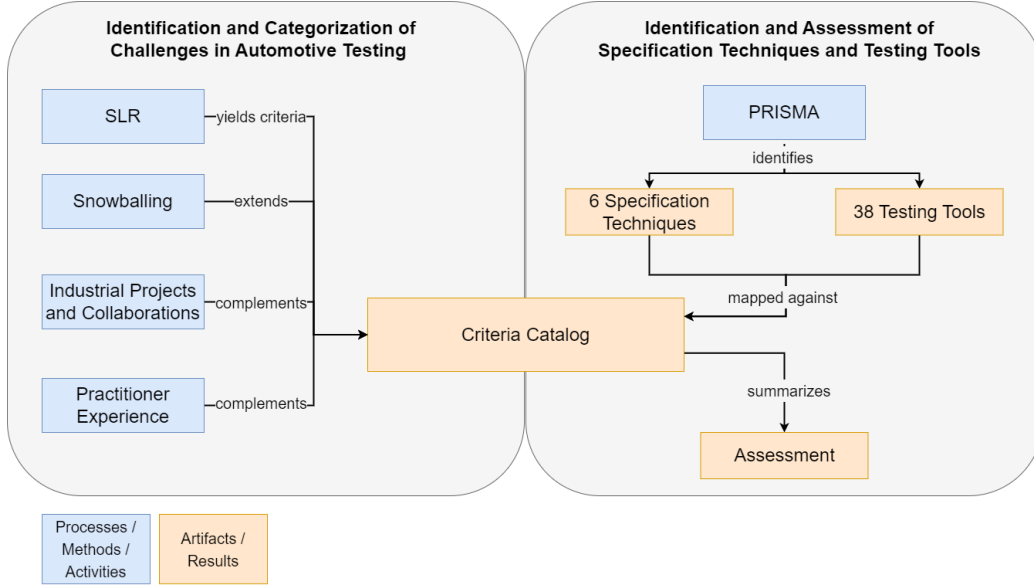 Identification and Categorization of
Challenges in Automotive Testing
SLR
yields criteria
Snowballing
extends
Industrial Projects
and Collaborations
complements
Practitioner
Experience
complements
Criteria Catalog
Identification and Assessment of
Specification Techniques and Testing Tools
PRISMA
identifies
6 Specification
Techniques
38 Testing Tools
mapped against
summarizes
Assessment
Processes /
Methods /
Activities
Artifacts /
Results